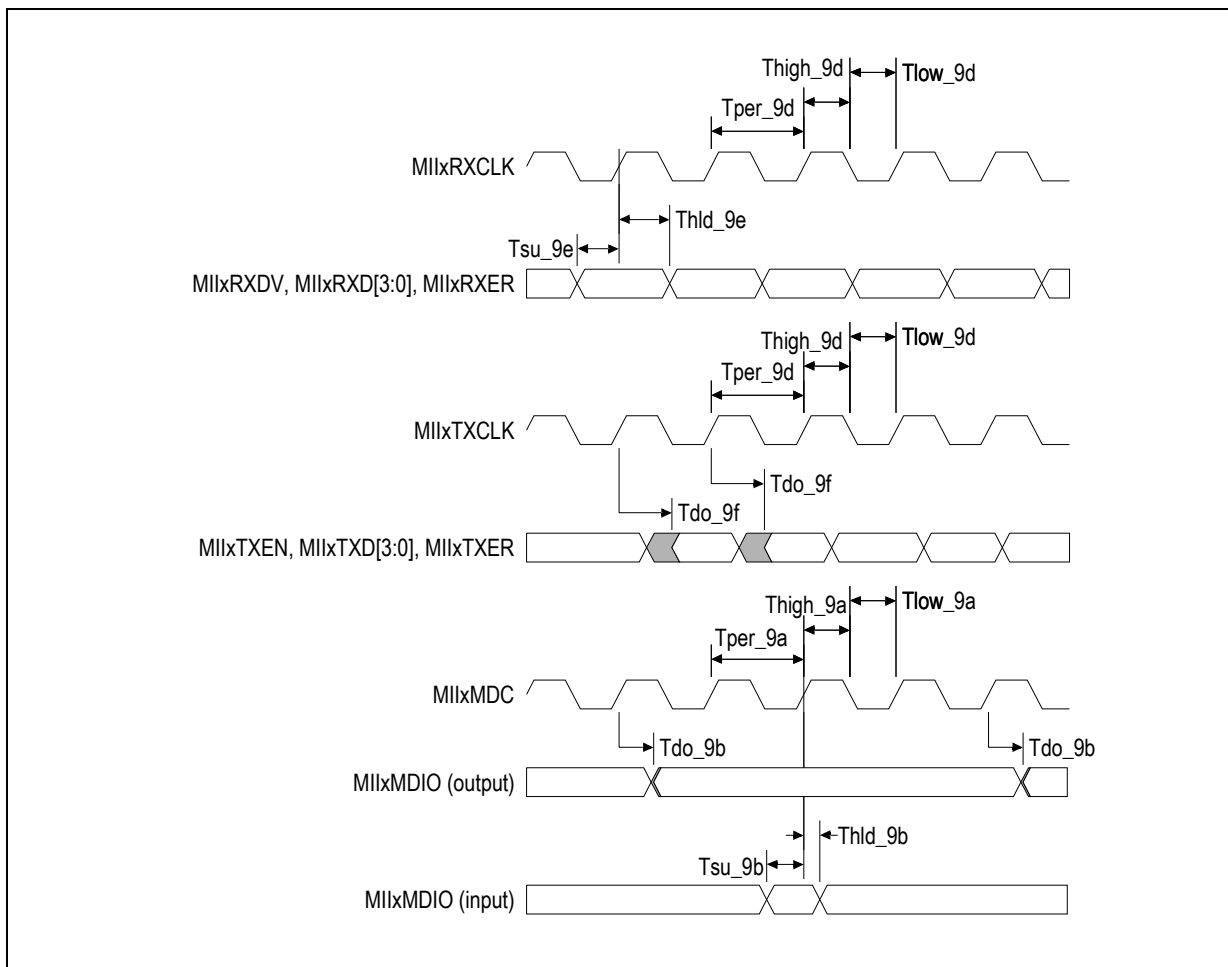 Thigh_9d
Tlow_9d
Tper_9d
MIIxRXCLK
Thld_9e
Tsu_9e
MIIxRXDV, MIIxRXD[3:0], MIIxRXER
Thigh_9d
Tlow_9d
Tper_9d
MIIxTXCLK
Tdo_9f
Tdo_9f
MIIxTXEN, MIIxTXD[3:0], MIIxTXER
Thigh_9a
Tlow_9a
Tper_9a
MIIxMDC
Tdo_9b
Tdo_9b
MIIxMDIO (output)
Thld_9b
Tsu_9b
MIIxMDIO (input)